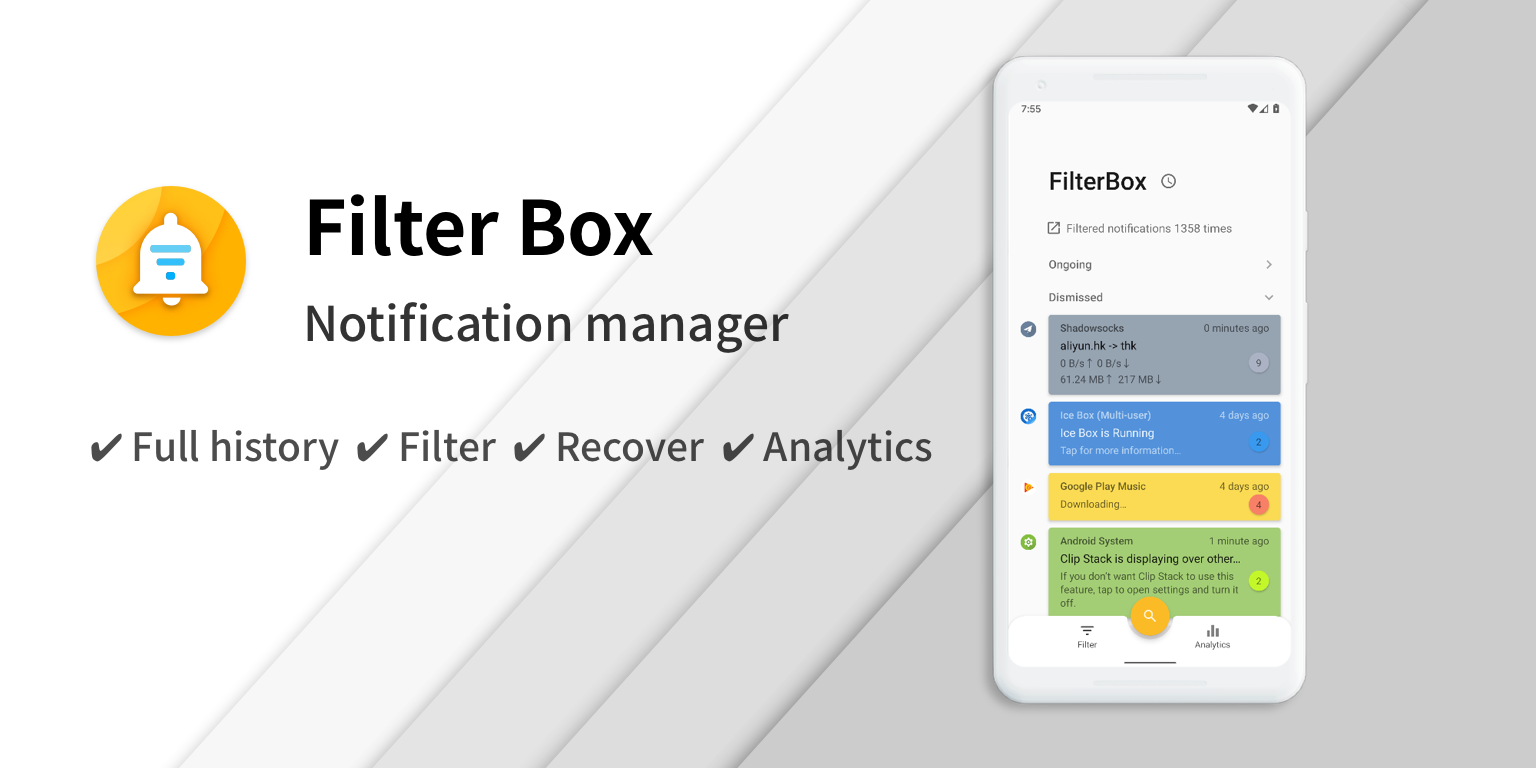 Filter Box
Notification manager
✔ Full history ✔ Filter ✔ Recover ✔ Analytics
7:55
FilterBox
Filtered notifications 1358 times
Ongoing
Dismissed
Shadowsocks 0 minutes ago
aliyun.hk -> thk
0 B/s↑ 0 B/s↓
9
61.24 MB↑ 217 MB↓
Ice Box (Multi-user) 4 days ago
Ice Box is Running
2
Tap for more information...
Google Play Music 4 days ago
Downloading... 4
Android System 1 minute ago
Clip Stack is displaying over other...
If you don't want Clip Stack to use this
2
feature, tap to open settings and turn it
off.
Filter Analytics